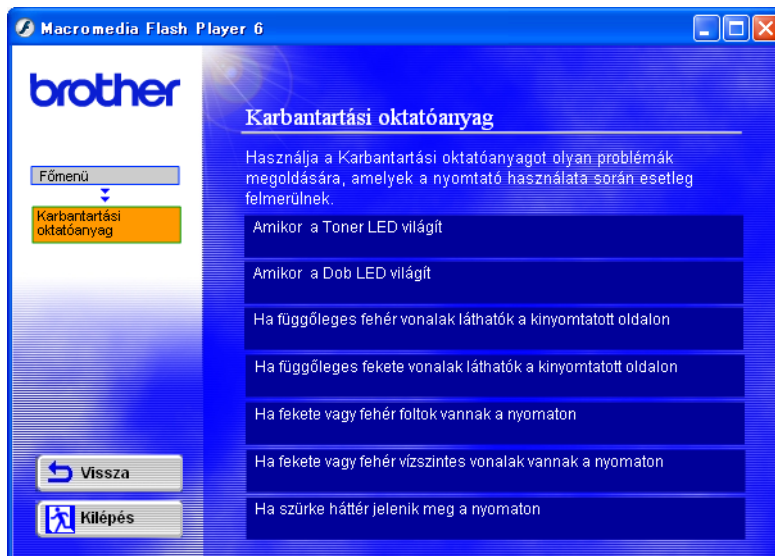 Macromedia Flash Player 6
brother
Főmenü
Karbantartási
oktatóanyag
Karbantartási oktatóanyag
Használja a Karbantartási oktatóanyagot olyan problémák
megoldására, amelyek a nyomtató használata során esetleg
felmerülnek.
Amikor a Toner LED világít
Amikor a Dob LED világít
Ha függőleges fehér vonalak láthatók a kinyomtatott oldalon
Ha függőleges fekete vonalak láthatók a kinyomtatott oldalon
Ha fekete vagy fehér foltok vannak a nyomaton
Ha fekete vagy fehér vízszintes vonalak vannak a nyomaton
Ha szürke háttér jelenik meg a nyomaton
Vissza
Kilépés